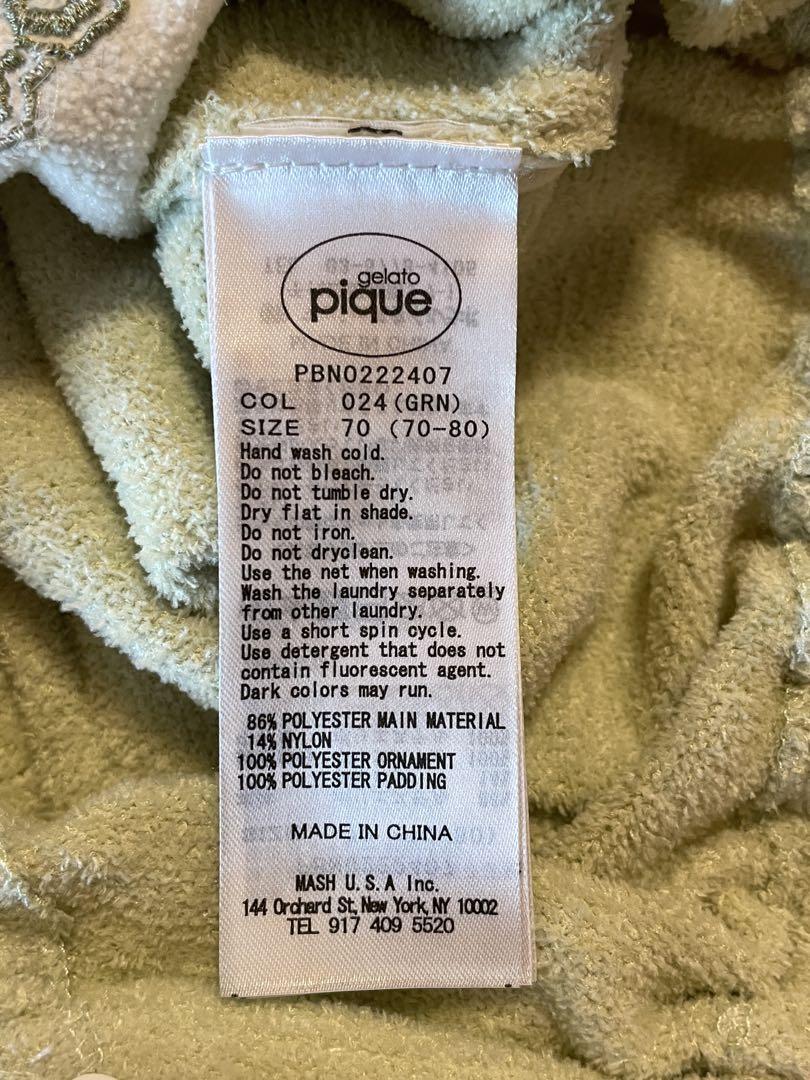 gelato
pique
PBN0222407
COL 024(GRN)
SIZE 70 (70-80)
Hand wash cold.
Do not bleach.
Do not tumble dry.
Dry flat in shade.
Do not iron.
Do not dryclean.
Use the net when washing.
Wash the laundry separately
from other laundry.
Use a short spin cycle.
Use detergent that does not
contain fluorescent agent.
Dark colors may run.
86% POLYESTER MAIN MATERIAL
14% NYLON
100% POLYESTER ORNAMENT
100% POLYESTER PADDING
MADE IN CHINA
MASH U.S.A Inc.
144 Orchard St, New York, NY 10002
TEL 917 409 5520